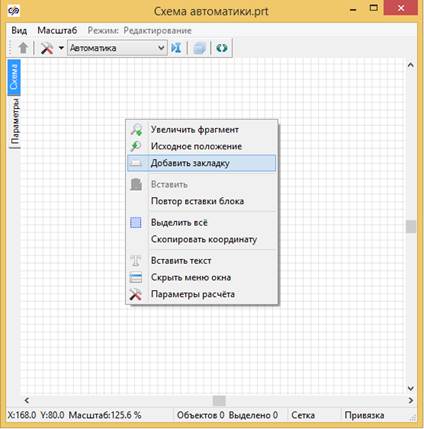 Схема автоматики.prt
Вид Масштаб Режим: Редактирование
Автоматика
Схема
Параметры
Увеличить фрагмент
Исходное положение
Добавить закладку
Вставить
Повтор вставки блока
Выделить всё
Скопировать координату
Вставить текст
Скрыть меню окна
Параметры расчёта
X:168.0 Y:80.0 Масштаб:125.6 % Объектов 0 Выделено 0 Сетка Привязка